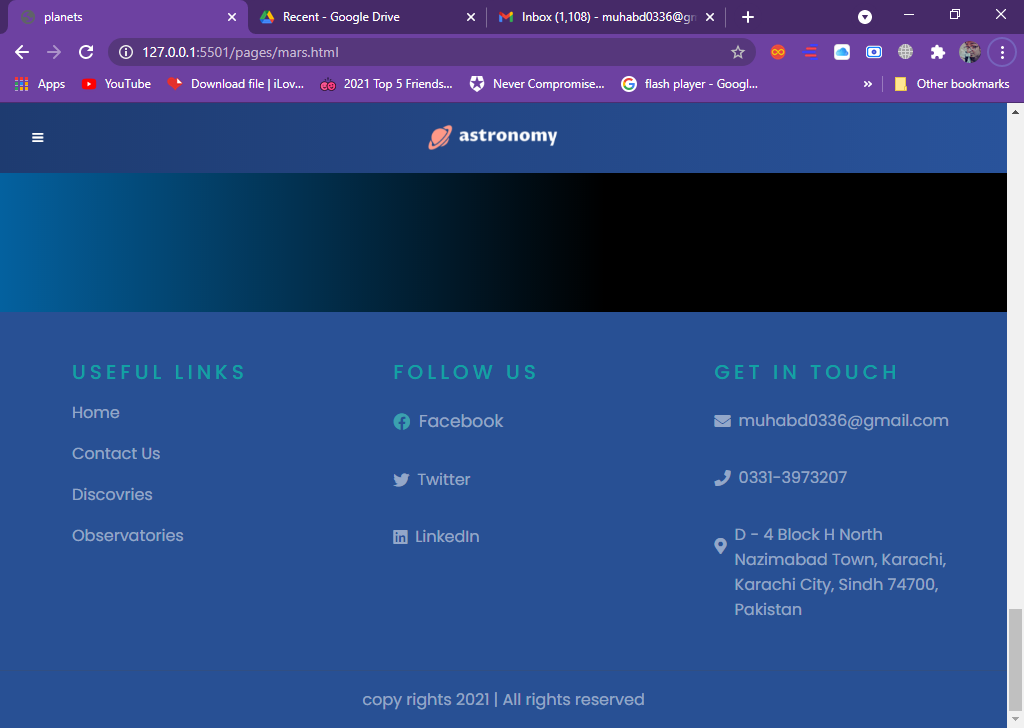 planets
Recent - Google Drive
Inbox (1,108) - muhabd0336@gm
127.0.0.1:5501/pages/mars.html
Apps
YouTube
Download file | iLov...
2021 Top 5 Friends...
Never Compromise...
flash player - Googl...
»
Other bookmarks
astronomy
USEFUL LINKS
Home
Contact Us
Discovries
Observatories
FOLLOW US
Facebook
Twitter
LinkedIn
GET IN TOUCH
muhabd0336@gmail.com
0331-3973207
D - 4 Block H North
Nazimabad Town, Karachi,
Karachi City, Sindh 74700,
Pakistan
copy rights 2021 | All rights reserved